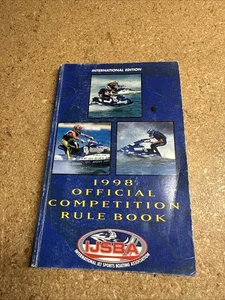 INTERNATIONAL EDITION
1998
OFFICIAL
COMPETITION
RULE BOOK
IJSBA
INTERNATIONAL JET SPORTS BOATING ASSOCIATION